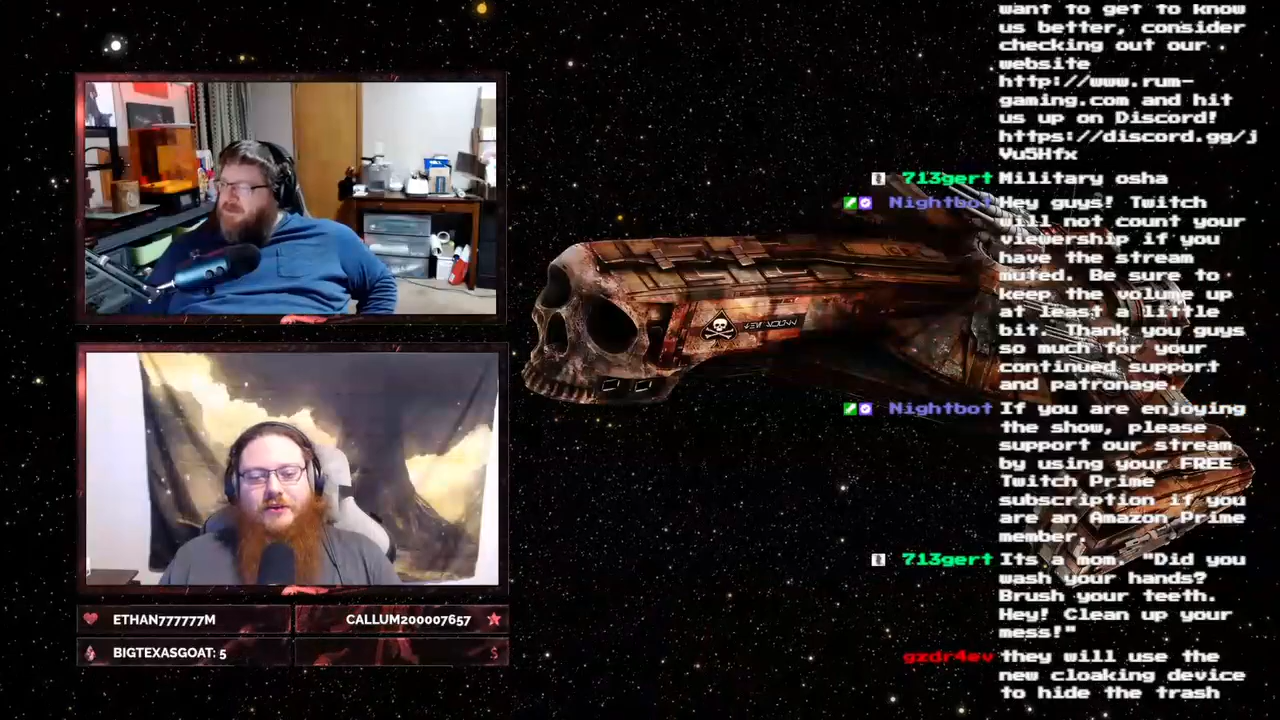 want to get to know
us better, consider
checking out our
website
http://www.rum-
gaming.com and hit
us up on Discord!
https://discord.gg/j
Vu5Hfx
713gert Military osha
Nightbot Hey guys! Twitch
will not count your
viewership if you
have the stream
muted. Be sure to
keep the volume up
at least a little
bit. Thank you guys
so much for your
continued support
and patronage.
Nightbot If you are enjoying
the show, please
support our stream
by using your FREE
Twitch Prime
subscription if you
are an Amazon Prime
member.
713gert Its a mom. "Did you
wash your hands?
Brush your teeth.
Hey! Clean up your
mess!"
gzdr4ev they will use the
new cloaking device
to hide the trash
ETHAN777777M
CALLUM200007657
BIGTEXASGOAT: 5
$